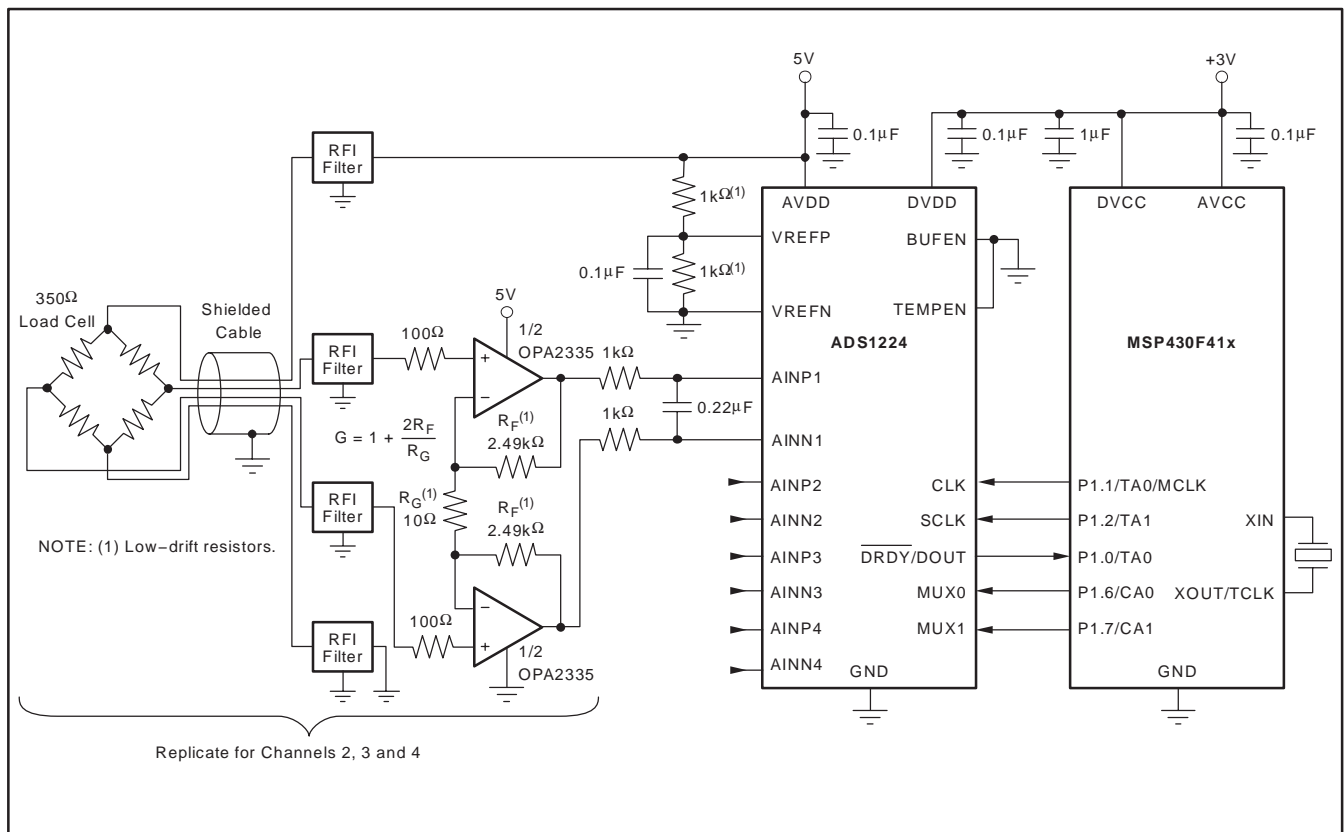 5V
+3V
0.1µF
0.1µF
1µF
0.1µF
RFI
Filter
1kΩ(1)
AVDD
DVDD
DVCC
AVCC
VREFP
BUFEN
0.1µF
1kΩ(1)
350Ω
Load Cell
Shielded
Cable
5V
VREFN
TEMPEN
100Ω
1/2
OPA2335
ADS1224
MSP430F41x
RFI
Filter
+
−
1kΩ
AINP1
0.22µF
G = 1 + 2RF
RG
RF(1)
2.49kΩ
1kΩ
AINN1
RG(1)
10Ω
RF(1)
2.49kΩ
AINP2
CLK
P1.1/TA0/MCLK
RFI
Filter
AINN2
SCLK
P1.2/TA1
XIN
NOTE: (1) Low−drift resistors.
AINP3
DRDY/DOUT
P1.0/TA0
AINN3
MUX0
P1.6/CA0
XOUT/TCLK
−
+
100Ω
AINP4
MUX1
P1.7/CA1
RFI
Filter
1/2
OPA2335
AINN4
GND
GND
Replicate for Channels 2, 3 and 4